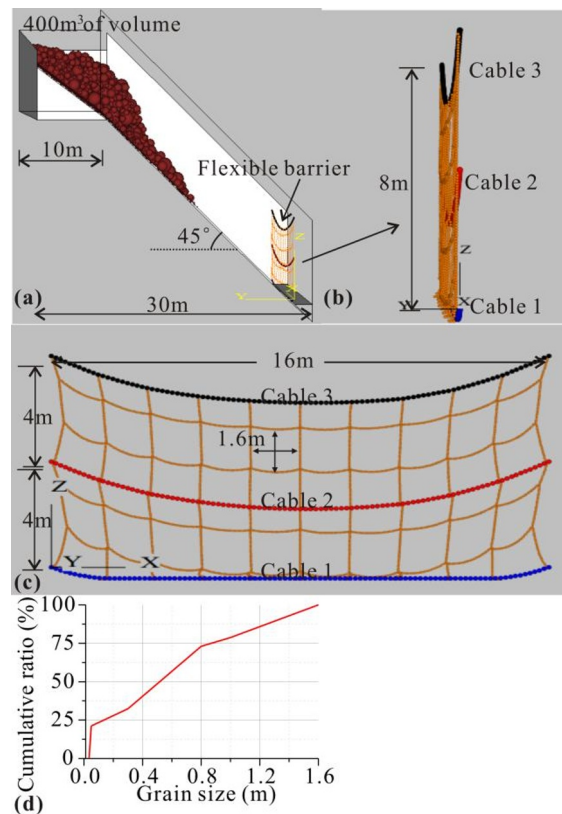 400m³of volume
10m
Flexible barrier
45°
Z
Y
X
(a)
30m
Cable 3
8m
Cable 2
Z
X
Cable 1
(b)
16m
Cable 3
4m
1.6m
Cable 2
4m
Z
Y
X
Cable 1
(c)
Cumulative ratio (%)
100
75
50
25
0
0.0
0.4
0.8
1.2
1.6
Grain size (m)
(d)